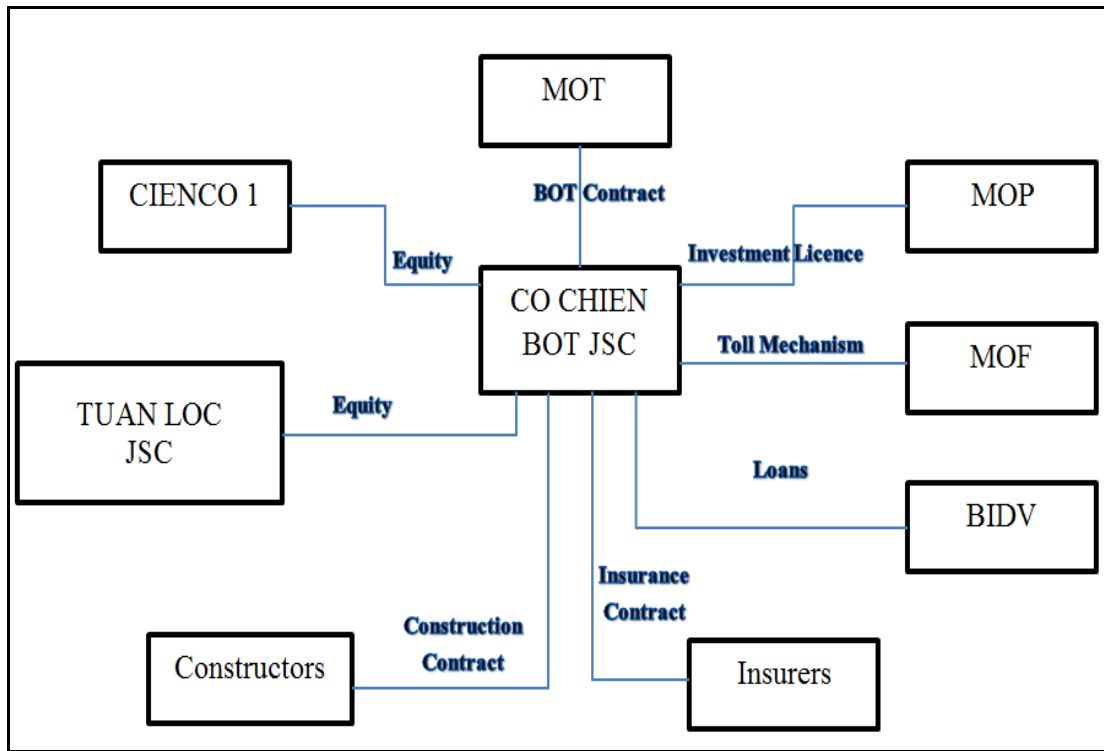 MOT
CIENCO 1
BOT Contract
MOP
Equity
Investment Licence
CO CHIEN
BOT JSC
Toll Mechanism
MOF
TUAN LOC
JSC
Equity
Loans
BIDV
Insurance
Contract
Construction
Contract
Constructors
Insurers